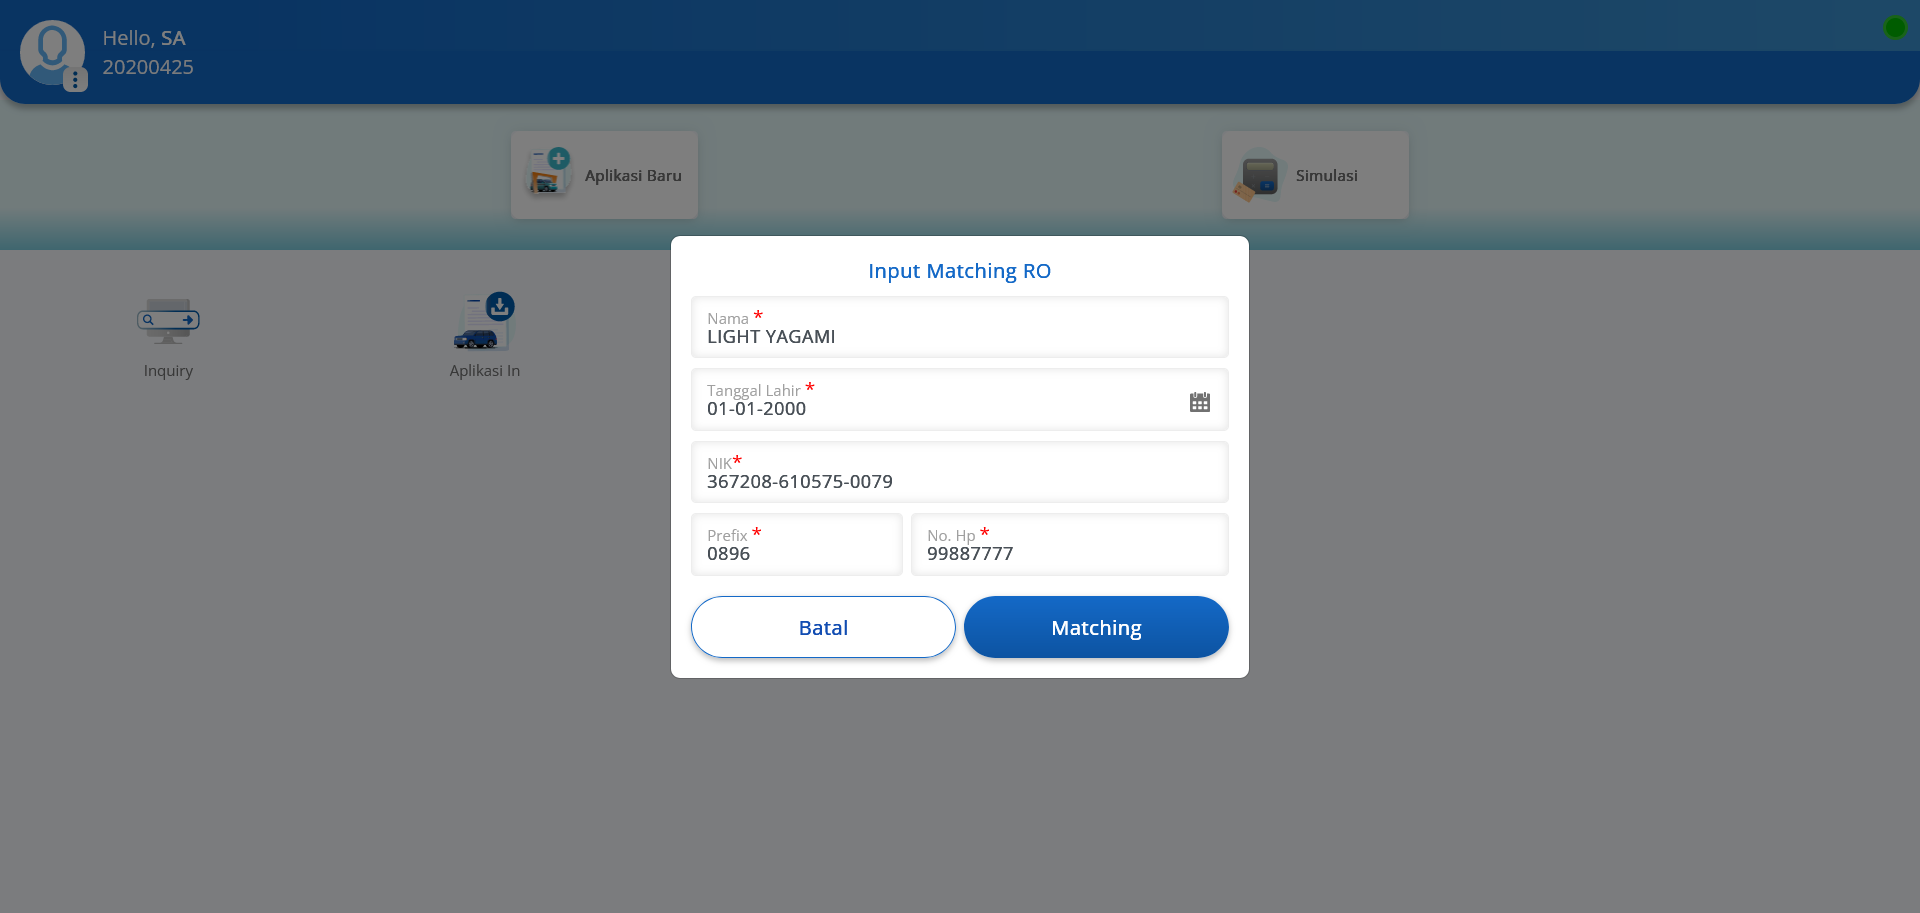 Hello, SA
20200425
Aplikasi Baru
Simulasi
Inquiry
Aplikasi In
Input Matching RO
Nama *
LIGHT YAGAMI
Tanggal Lahir *
01-01-2000
NIK*
367208-610575-0079
Prefix *
0896
No. Hp *
99887777
Batal
Matching